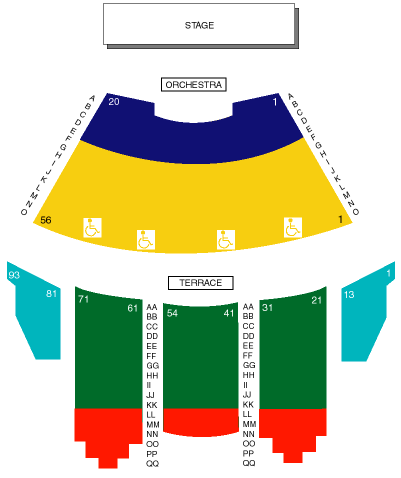 STAGE
ORCHESTRA
20 1
A A
B B
C C
D D
E E
F F
G G
H H
I I
J J
K K
L L
M M
N N
O O
56 1
TERRACE
93 81 71 61 54 41 31 21 13 1
AA AA
BB BB
CC CC
DD DD
EE EE
FF FF
GG GG
HH HH
II II
JJ JJ
KK KK
LL LL
MM MM
NN NN
OO OO
PP PP
QQ QQ